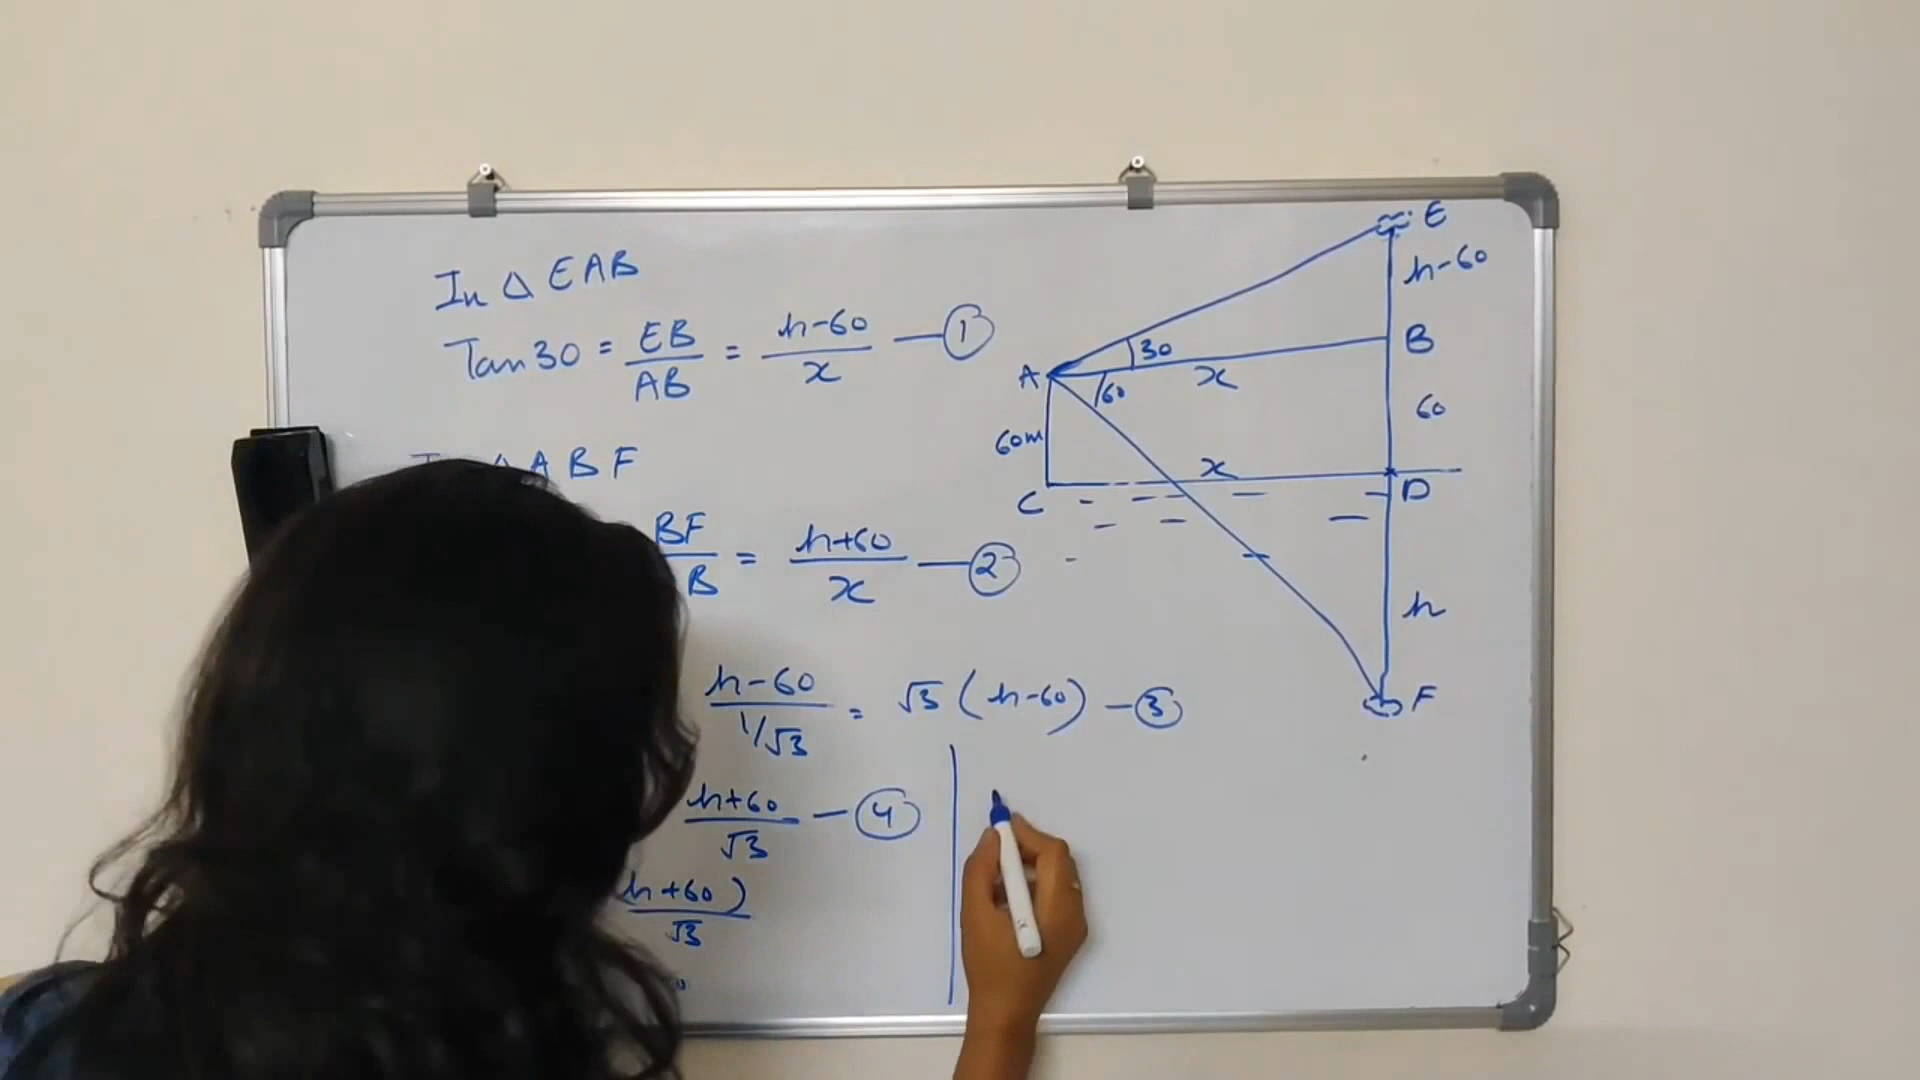 In △ EAB
Tan30 = EB/AB = h-60/x — ①
A B F
BF = h+60/x — ②
h-60 / 1/√3 = √3 (h-60) — ③
h+60/√3 — ④
h+60)/√3
E
h-60
B
30
A
x
60
60
60m
x
C
D
h
F